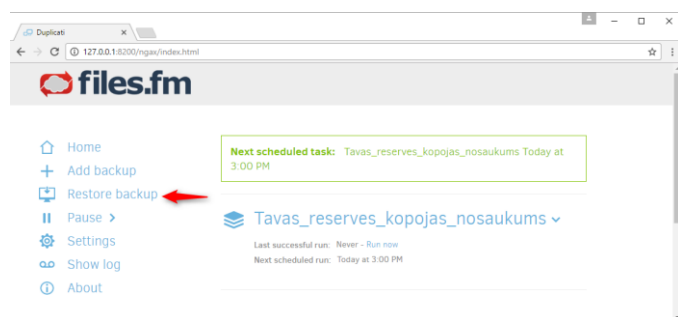 Duplicati
127.0.0.1:8200/ngax/index.html
files.fm
Home
Add backup
Restore backup
Pause
Settings
Show log
About
Next scheduled task: Tavas_reserves_kopojas_nosaukums Today at
3:00 PM
Tavas_reserves_kopojas_nosaukums
Last successful run: Never – Run now
Next scheduled run: Today at 3:00 PM